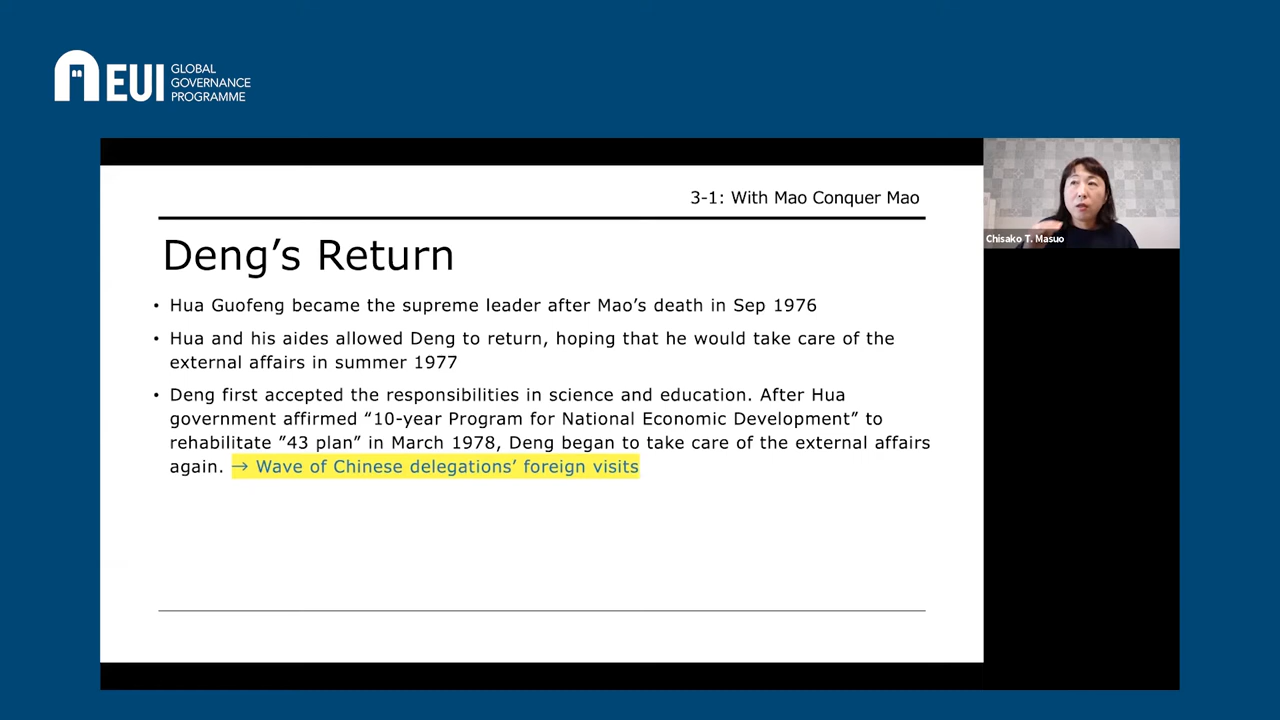 EUI
GLOBAL
GOVERNANCE
PROGRAMME
3-1: With Mao Conquer Mao
Deng’s Return
• Hua Guofeng became the supreme leader after Mao’s death in Sep 1976
• Hua and his aides allowed Deng to return, hoping that he would take care of the
external affairs in summer 1977
• Deng first accepted the responsibilities in science and education. After Hua
government affirmed “10-year Program for National Economic Development” to
rehabilitate ”43 plan” in March 1978, Deng began to take care of the external affairs
again. → Wave of Chinese delegations’ foreign visits
Chisako T. Masuo